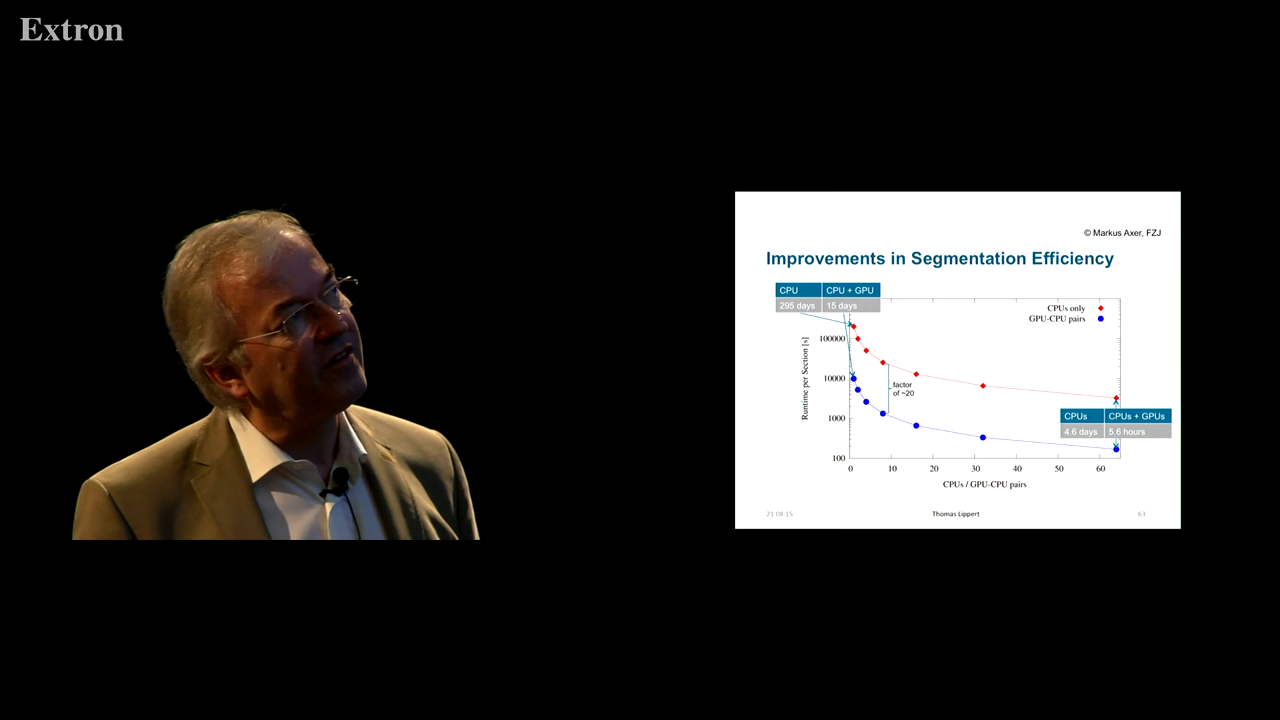 Extron
© Markus Axer, FZJ
Improvements in Segmentation Efficiency
CPU CPU + GPU
295 days 15 days
CPUs only
GPU-CPU pairs
100000
10000
1000
100
Runtime per Section [s]
factor
of ~20
CPUs CPUs + GPUs
4.6 days 5.6 hours
0 10 20 30 40 50 60
CPUs / GPU-CPU pairs
21.08.15 Thomas Lippert 63